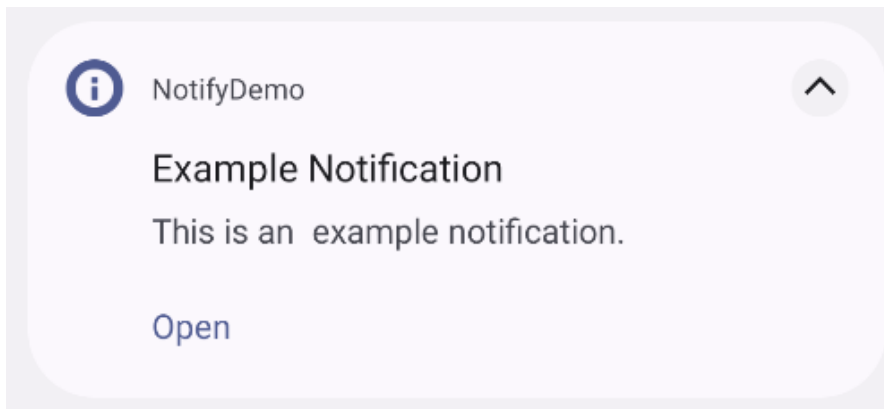 NotifyDemo
Example Notification
This is an  example notification.
Open